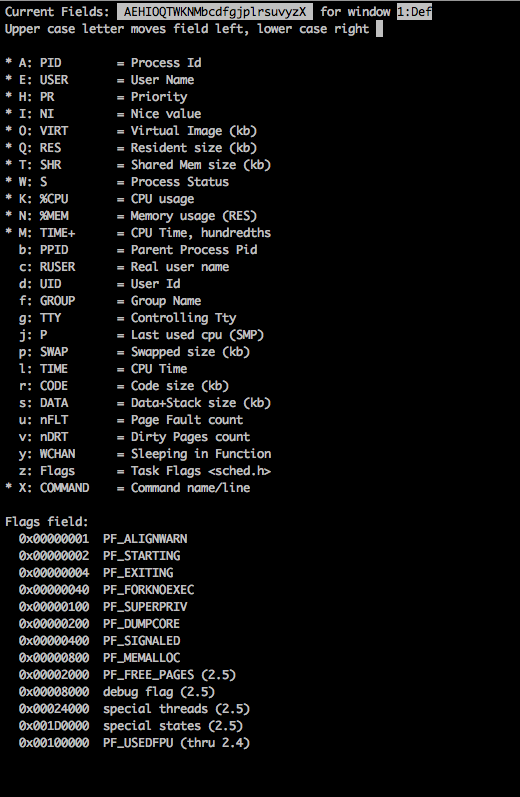 Current Fields:  AEHIOQTWKNMbcdfgjplrsuvyzX  for window 1:Def
Upper case letter moves field left, lower case right
* A: PID        = Process Id
* E: USER       = User Name
* H: PR         = Priority
* I: NI         = Nice value
* O: VIRT       = Virtual Image (kb)
* Q: RES        = Resident size (kb)
* T: SHR        = Shared Mem size (kb)
* W: S          = Process Status
* K: %CPU       = CPU usage
* N: %MEM       = Memory usage (RES)
* M: TIME+      = CPU Time, hundredths
  b: PPID       = Parent Process Pid
  c: RUSER      = Real user name
  d: UID        = User Id
  f: GROUP      = Group Name
  g: TTY        = Controlling Tty
  j: P          = Last used cpu (SMP)
  p: SWAP       = Swapped size (kb)
  l: TIME       = CPU Time
  r: CODE       = Code size (kb)
  s: DATA       = Data+Stack size (kb)
  u: nFLT       = Page Fault count
  v: nDRT       = Dirty Pages count
  y: WCHAN      = Sleeping in Function
  z: Flags      = Task Flags <sched.h>
* X: COMMAND    = Command name/line
Flags field:
  0x00000001  PF_ALIGNWARN
  0x00000002  PF_STARTING
  0x00000004  PF_EXITING
  0x00000040  PF_FORKNOEXEC
  0x00000100  PF_SUPERPRIV
  0x00000200  PF_DUMPCORE
  0x00000400  PF_SIGNALED
  0x00000800  PF_MEMALLOC
  0x00002000  PF_FREE_PAGES (2.5)
  0x00008000  debug flag (2.5)
  0x00024000  special threads (2.5)
  0x001D0000  special states (2.5)
  0x00100000  PF_USEDFPU (thru 2.4)